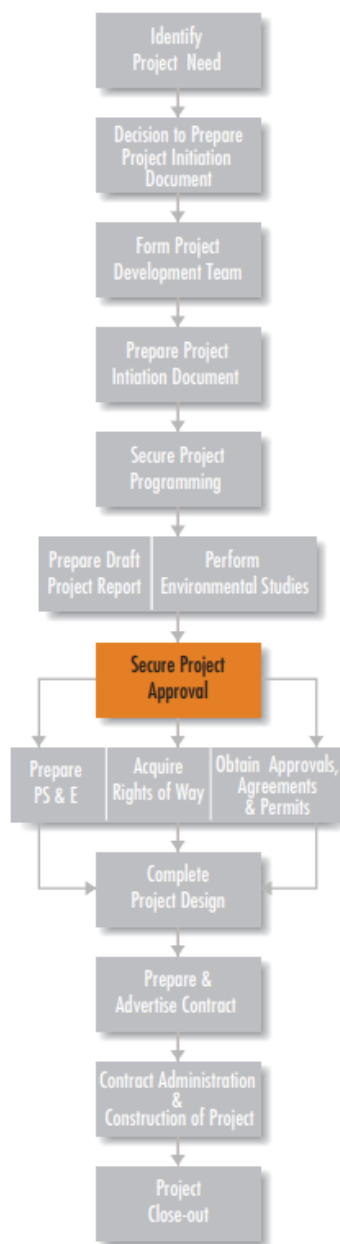 Identify
Project Need
Decision to Prepare
Project Initiation
Document
Form Project
Development Team
Prepare Project
Intiation Document
Secure Project
Programming
Prepare Draft
Project Report
Perform
Environmental Studies
Secure Project
Approval
Prepare
PS & E
Acquire
Rights of Way
Obtain Approvals,
Agreements
& Permits
Complete
Project Design
Prepare &
Advertise Contract
Contract Administration
&
Construction of Project
Project
Close-out